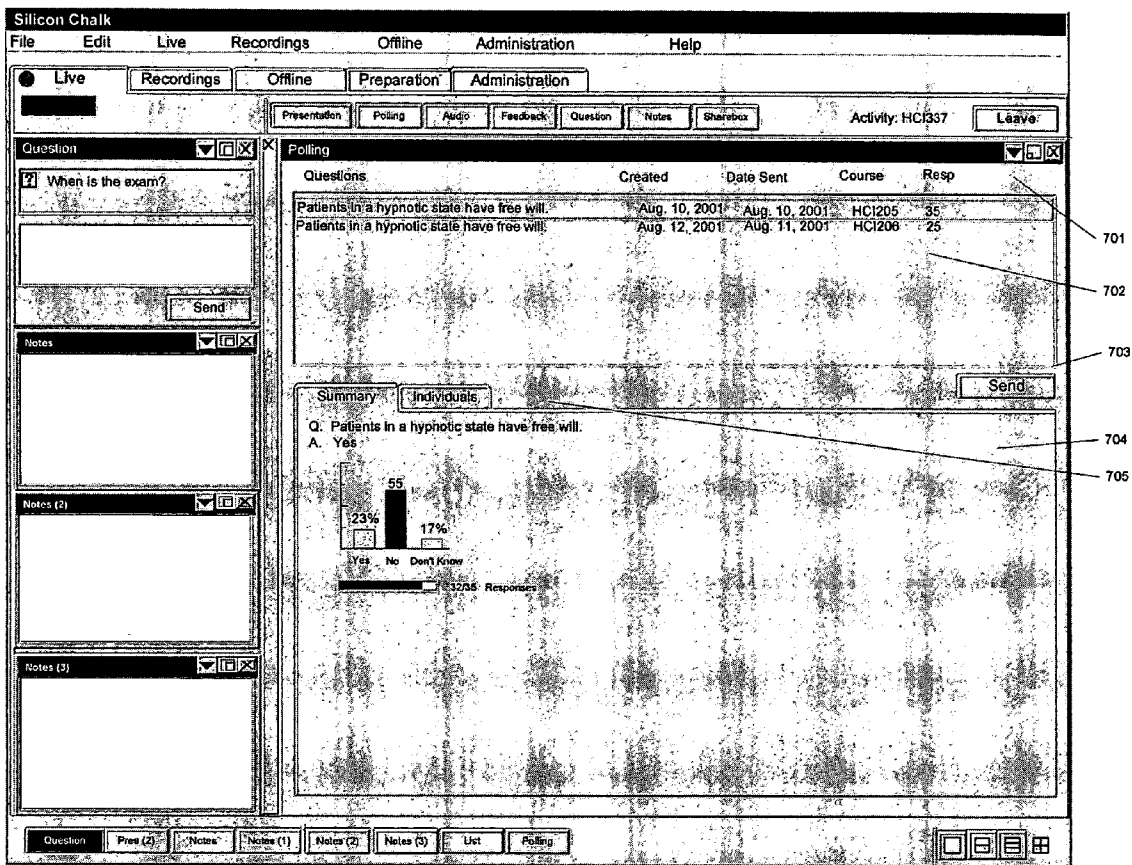 Silicon Chalk
File Edit Live Recordings Offline Administration Help
Live Recordings Offline Preparation Administration
Presentation Polling Audio Feedback Question Notes Sharebox Activity: HCI337 Leave
Question
? When is the exam?
Send
Notes
Notes (2)
Notes (3)
Polling
Questions Created Date Sent Course Resp
Patients in a hypnotic state have free will. Aug. 10, 2001 Aug. 10, 2001 HCI205 35
Patients in a hypnotic state have free will. Aug. 12, 2001 Aug. 11, 2001 HCI206 25
Send
Summary Individuals
Q. Patients in a hypnotic state have free will.
A. Yes
55
23% 17%
Yes No Don't Know
32/35 Responses
701
702
703
704
705
Question Pres (2) Notes Notes (1) Notes (2) Notes (3) List Polling